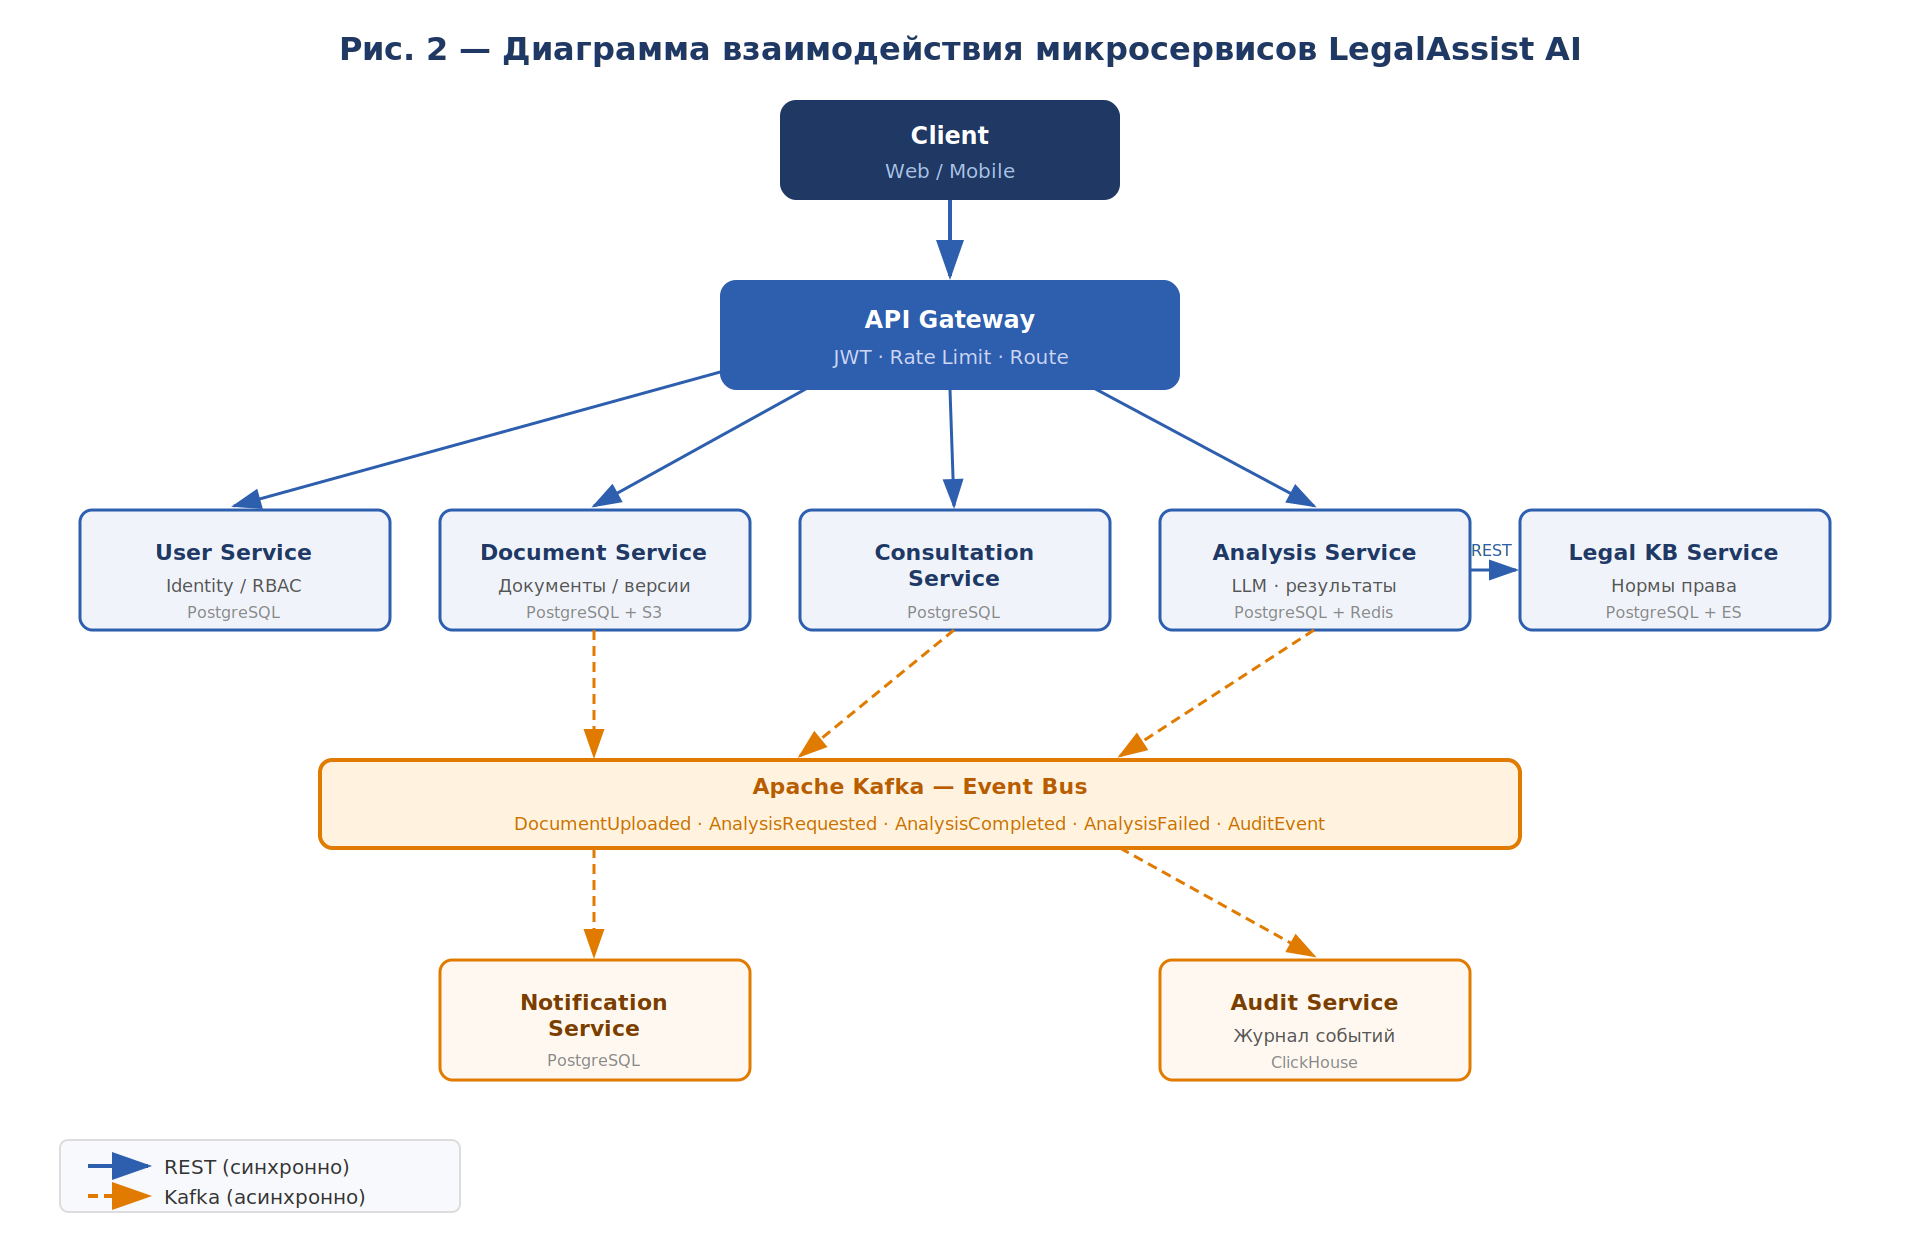 Рис. 2 — Диаграмма взаимодействия микросервисов LegalAssist AI
Client
Web / Mobile
API Gateway
JWT · Rate Limit · Route
User Service
Identity / RBAC
PostgreSQL
Document Service
Документы / версии
PostgreSQL + S3
Consultation
Service
PostgreSQL
Analysis Service
LLM · результаты
PostgreSQL + Redis
REST
Legal KB Service
Нормы права
PostgreSQL + ES
Apache Kafka — Event Bus
DocumentUploaded · AnalysisRequested · AnalysisCompleted · AnalysisFailed · AuditEvent
Notification
Service
PostgreSQL
Audit Service
Журнал событий
ClickHouse
REST (синхронно)
Kafka (асинхронно)